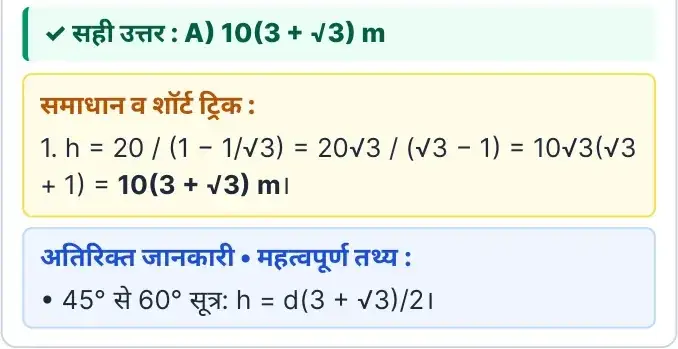 ✓ सही उत्तर : A) 10(3 + √3) m
समाधान व शॉर्ट ट्रिक :
1. h = 20 / (1 − 1/√3) = 20√3 / (√3 − 1) = 10√3(√3
+ 1) = 10(3 + √3) m।
अतिरिक्त जानकारी • महत्वपूर्ण तथ्य :
• 45° से 60° सूत्र: h = d(3 + √3)/2।